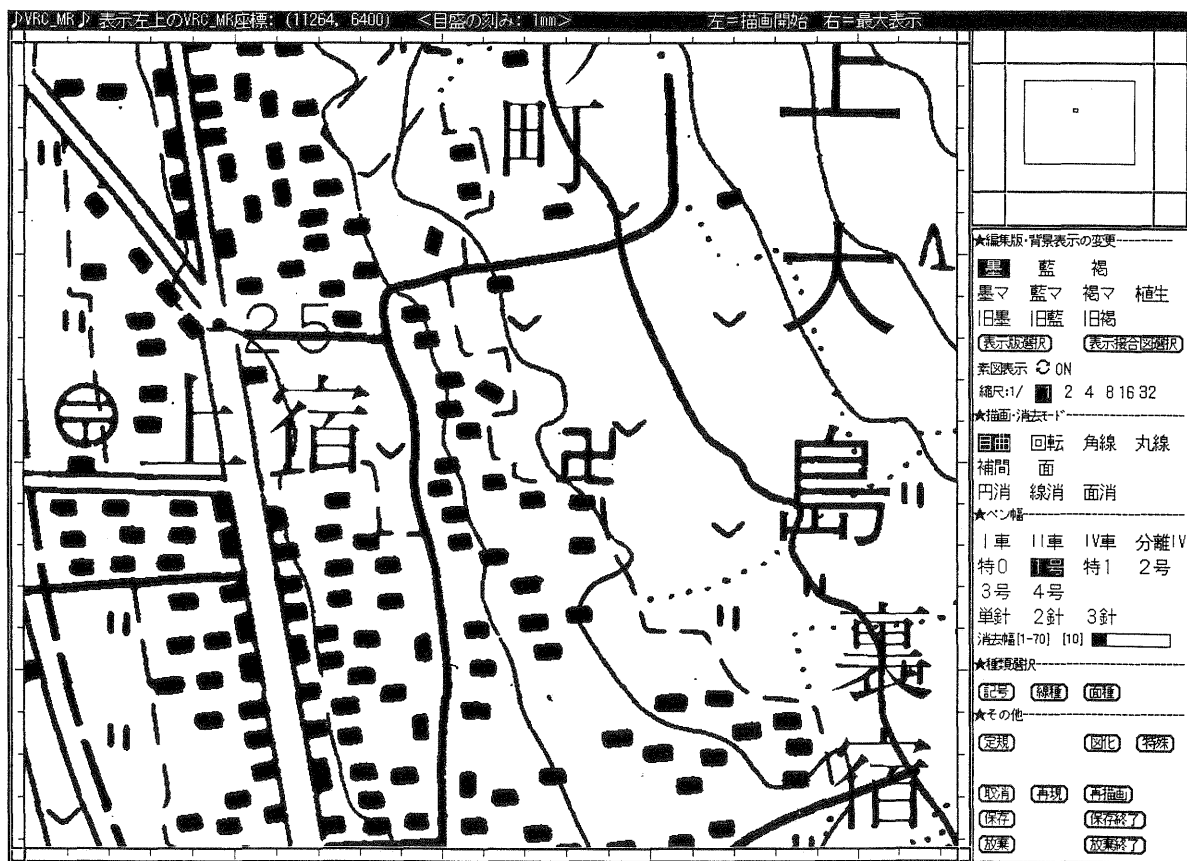 ♪VRC_MR♪ 表示左上のVRC_MR座標: (11264, 6400) <目盛の刻み: 1mm> 左=描画開始 右=最大表示
町
上大島
裏宿
25
上宿
★編集版・背景表示の変更
墨 藍 褐
墨マ 藍マ 褐マ 植生
旧墨 旧藍 旧褐
表示版選択 表示接合図選択
素図表示 ON
縮尺:1/ 1 2 4 8 16 32
★描画・消去モード
自曲 回転 角線 丸線
補間 面
円消 線消 面消
★ペン幅
I車 II車 IV車 分離IV
特0 1号 特1 2号
3号 4号
単針 2針 3針
消去幅[1-70] [10]
★種類選択
記号 線種 面種
★その他
定規 図化 特殊
取消 再現 再描画
保存 保存終了
放棄 放棄終了